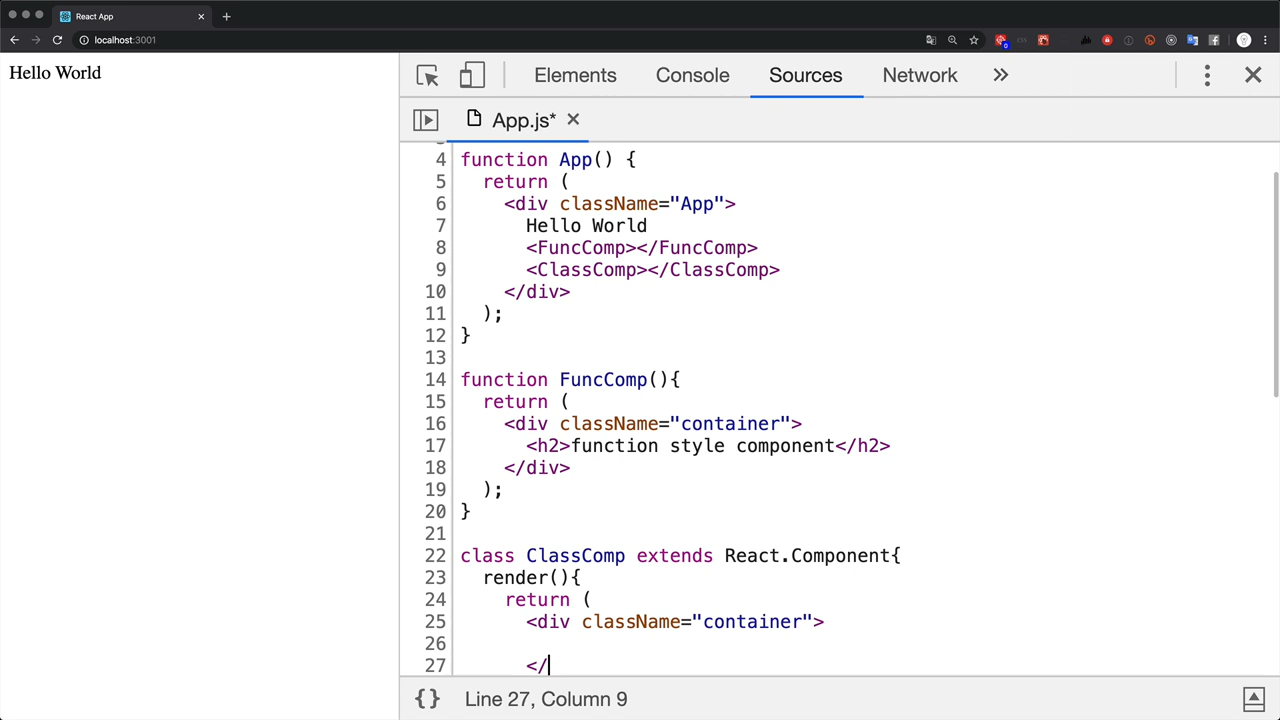 React App
localhost:3001
Hello World
Elements Console Sources Network
App.js*
4 function App() {
5 return (
6 <div className="App">
7 Hello World
8 <FuncComp></FuncComp>
9 <ClassComp></ClassComp>
10 </div>
11 );
12 }
13
14 function FuncComp(){
15 return (
16 <div className="container">
17 <h2>function style component</h2>
18 </div>
19 );
20 }
21
22 class ClassComp extends React.Component{
23 render(){
24 return (
25 <div className="container">
26
27 </
{} Line 27, Column 9